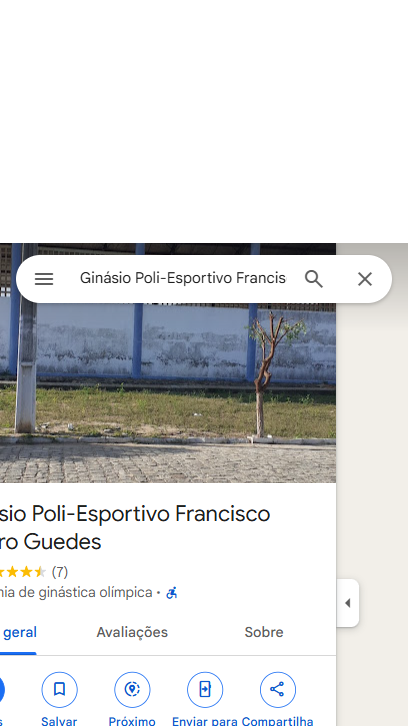 Ginásio Poli-Esportivo Francis
sio Poli-Esportivo Francisco
ro Guedes
(7)
nia de ginástica olímpica ·
geral Avaliações Sobre
s Salvar Próximo Enviar para Compartilha